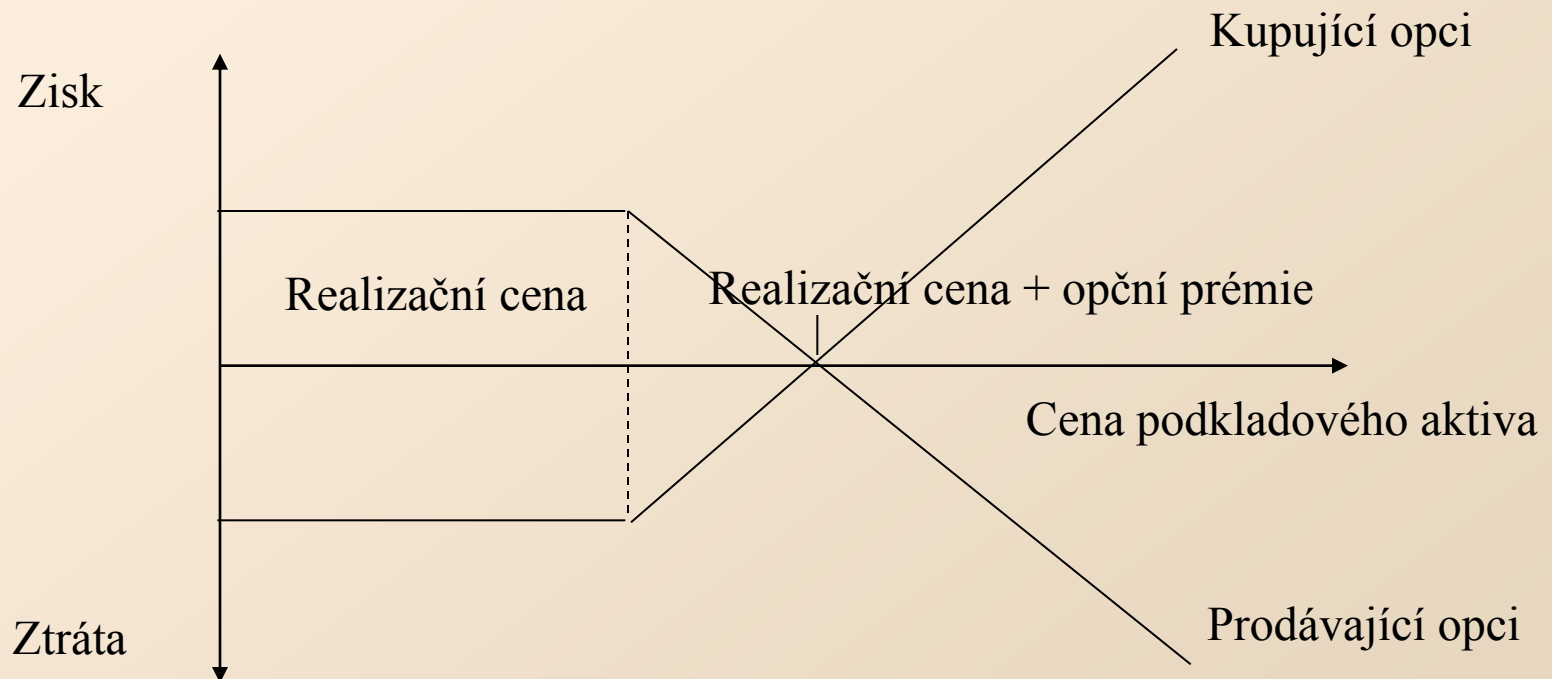 Kupující opci
Zisk
Realizační cena
Realizační cena + opční prémie
Cena podkladového aktiva
Prodávající opci
Ztráta